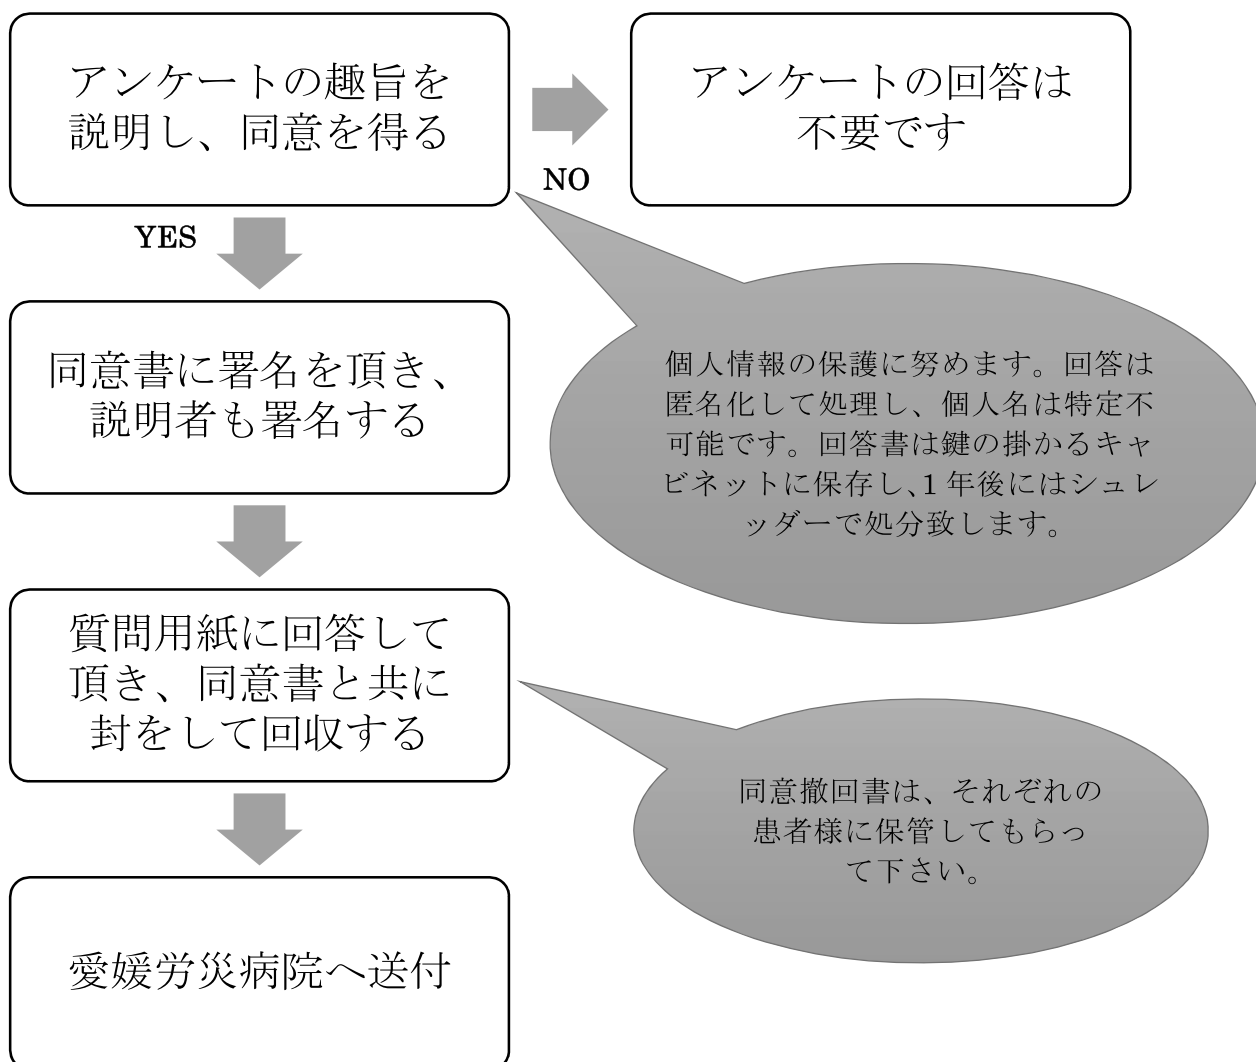 アンケートの趣旨を
説明し、同意を得る
NO
アンケートの回答は
不要です
YES
個人情報の保護に努めます。回答は
匿名化して処理し、個人名は特定不
可能です。回答書は鍵の掛かるキャ
ビネットに保存し、1 年後にはシュレ
ッダーで処分致します。
同意書に署名を頂き、
説明者も署名する
質問用紙に回答して
頂き、同意書と共に
封をして回収する
同意撤回書は、それぞれの
患者様に保管してもらっ
て下さい。
愛媛労災病院へ送付